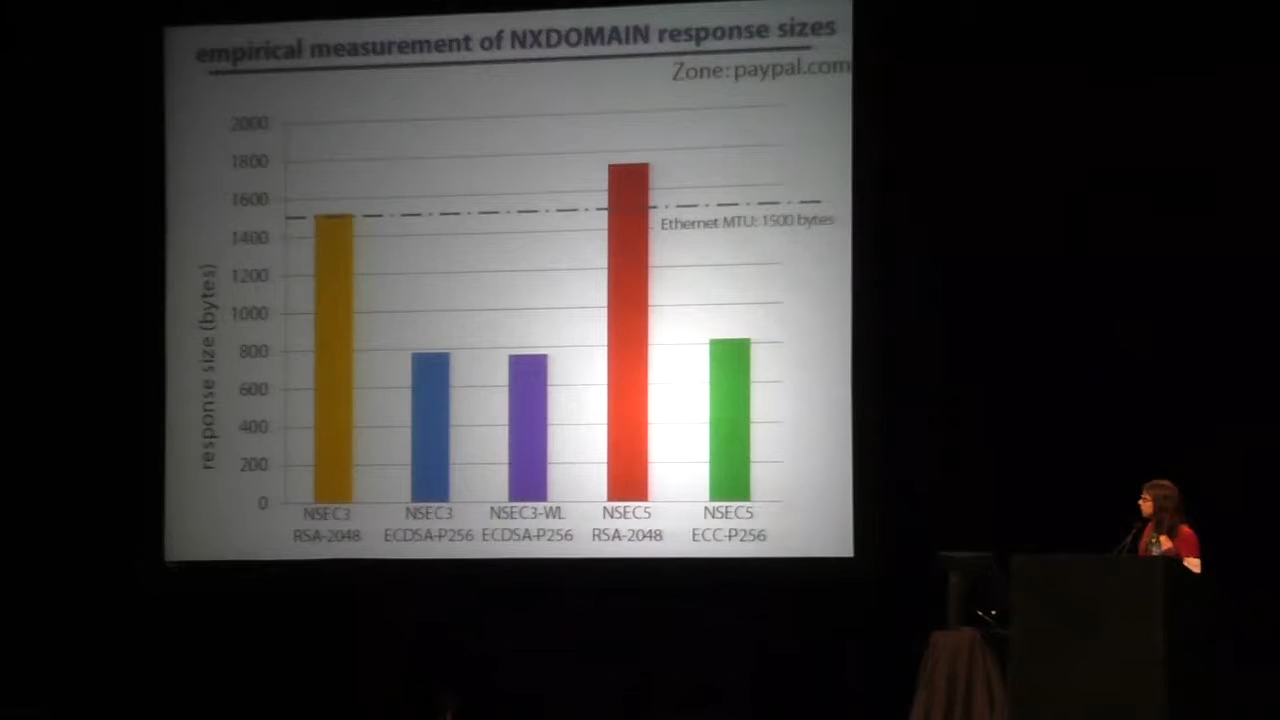 empirical measurement of NXDOMAIN response sizes
Zone: paypal.com
response size (bytes)
2000
1800
1600
1400
1200
1000
800
600
400
200
0
Ethernet MTU: 1500 bytes
NSEC3
RSA-2048
NSEC3
ECDSA-P256
NSEC3-WL
ECDSA-P256
NSEC5
RSA-2048
NSEC5
ECC-P256